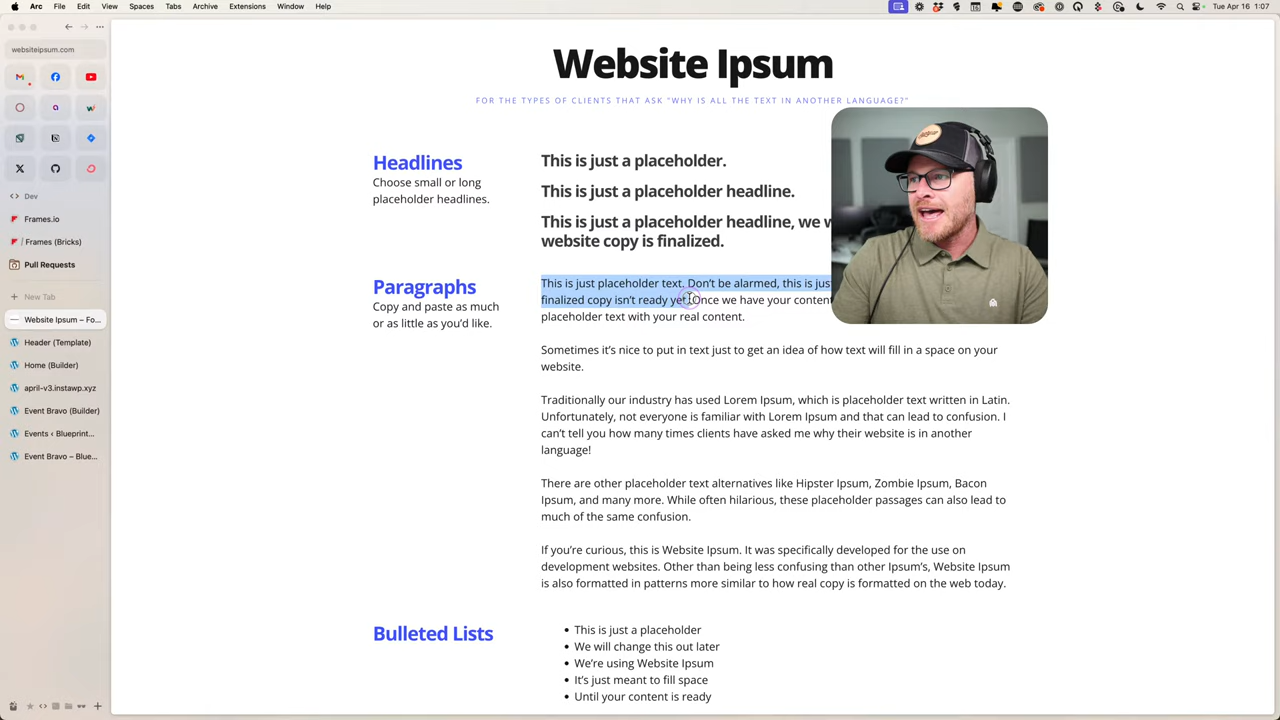 Arc File Edit View Spaces Tabs Archive Extensions Window Help Tue Apr 16 1:07
websiteipsum.com
Dev
Frames.io
Frames (Bricks)
Pull Requests
New Tab
Website Ipsum – Fo...
Header (Template)
Home (Builder)
april-v3.instawp.xyz
Event Bravo (Builder)
Events ‹ Blueprint...
Event Bravo – Blue...
Website Ipsum
FOR THE TYPES OF CLIENTS THAT ASK "WHY IS ALL THE TEXT IN ANOTHER LANGUAGE?"
Headlines
Choose small or long
placeholder headlines.
This is just a placeholder.
This is just a placeholder headline.
This is just a placeholder headline, we w
website copy is finalized.
Paragraphs
Copy and paste as much
or as little as you’d like.
This is just placeholder text. Don’t be alarmed, this is jus
finalized copy isn’t ready yet. Once we have your conten
placeholder text with your real content.
Sometimes it’s nice to put in text just to get an idea of how text will fill in a space on your
website.
Traditionally our industry has used Lorem Ipsum, which is placeholder text written in Latin.
Unfortunately, not everyone is familiar with Lorem Ipsum and that can lead to confusion. I
can’t tell you how many times clients have asked me why their website is in another
language!
There are other placeholder text alternatives like Hipster Ipsum, Zombie Ipsum, Bacon
Ipsum, and many more. While often hilarious, these placeholder passages can also lead to
much of the same confusion.
If you’re curious, this is Website Ipsum. It was specifically developed for the use on
development websites. Other than being less confusing than other Ipsum’s, Website Ipsum
is also formatted in patterns more similar to how real copy is formatted on the web today.
Bulleted Lists
• This is just a placeholder
• We will change this out later
• We’re using Website Ipsum
• It’s just meant to fill space
• Until your content is ready